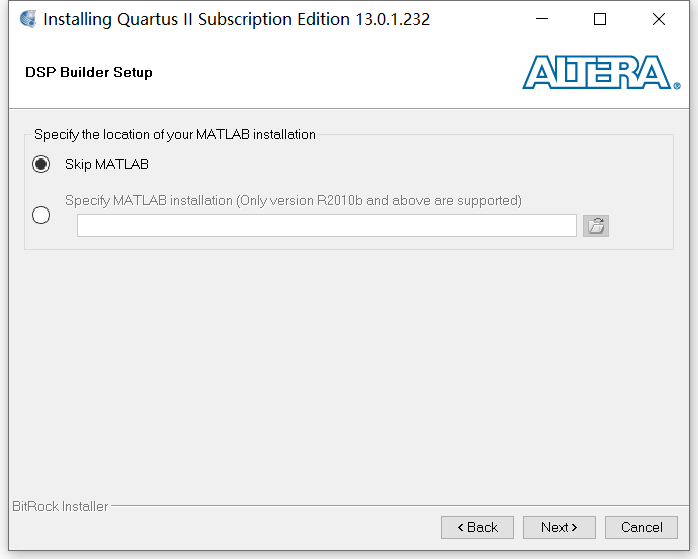 Installing Quartus II Subscription Edition 13.0.1.232
DSP Builder Setup
ALTERA®
Specify the location of your MATLAB installation
Skip MATLAB
Specify MATLAB installation (Only version R2010b and above are supported)
BitRock Installer
< Back
Next >
Cancel